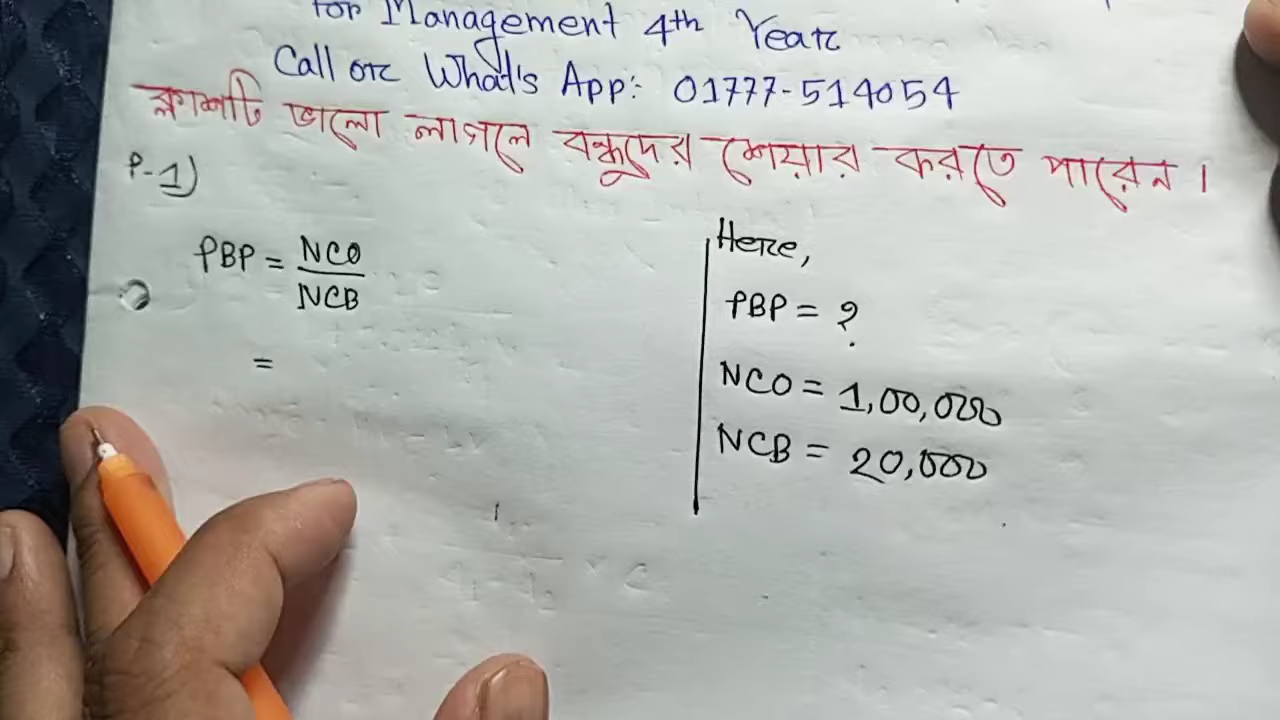 for Management 4th Year
Call or What's App: 01777-514054
ক্লাশটি ভালো লাগলে বন্ধুদের শেয়ার করতে পারেন।
P-1)
PBP = NCO
NCB
=
Here,
PBP = ?
NCO = 1,00,000
NCB = 20,000